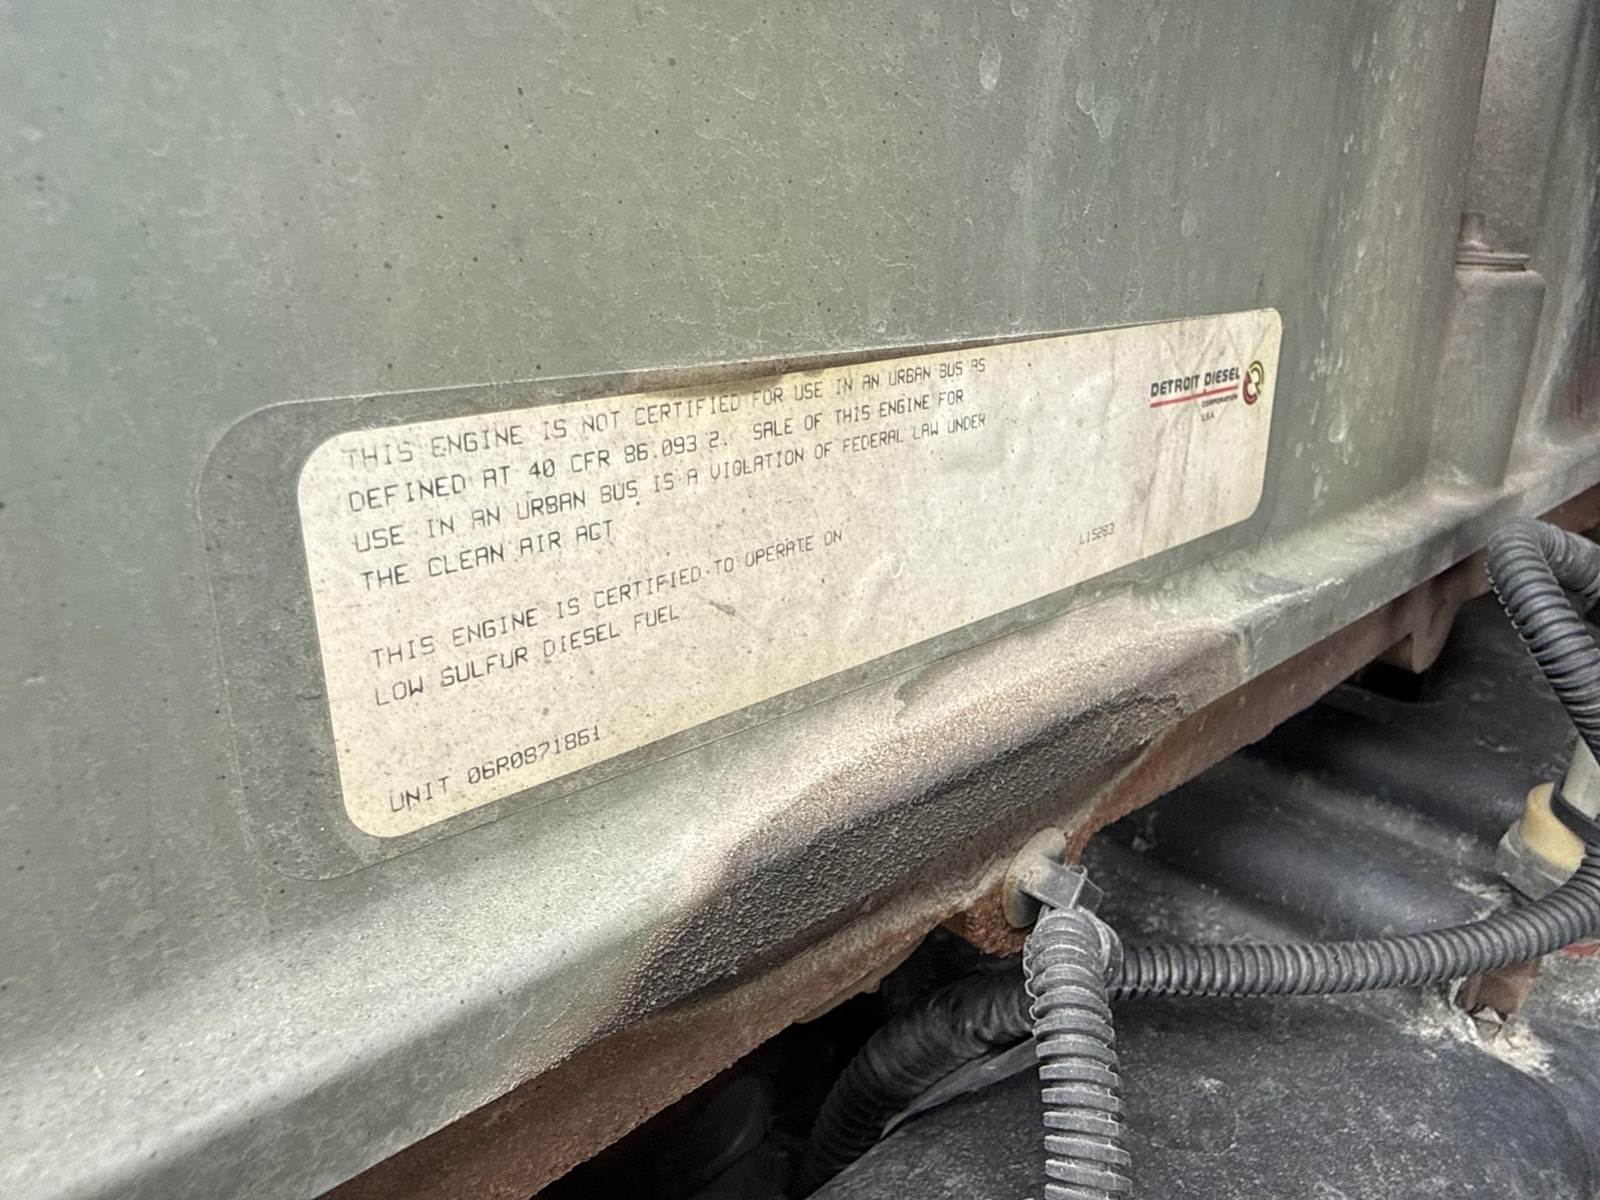 THIS ENGINE IS NOT CERTIFIED FOR USE IN AN URBAN BUS AS
DEFINED AT 40 CFR 86.093 2. SALE OF THIS ENGINE FOR
USE IN AN URBAN BUS IS A VIOLATION OF FEDERAL LAW UNDER
THE CLEAN AIR ACT
THIS ENGINE IS CERTIFIED TO OPERATE ON
LOW SULFUR DIESEL FUEL
UNIT 06R0871861
DETROIT DIESEL
CORPORATION
U.S.A.
L15283